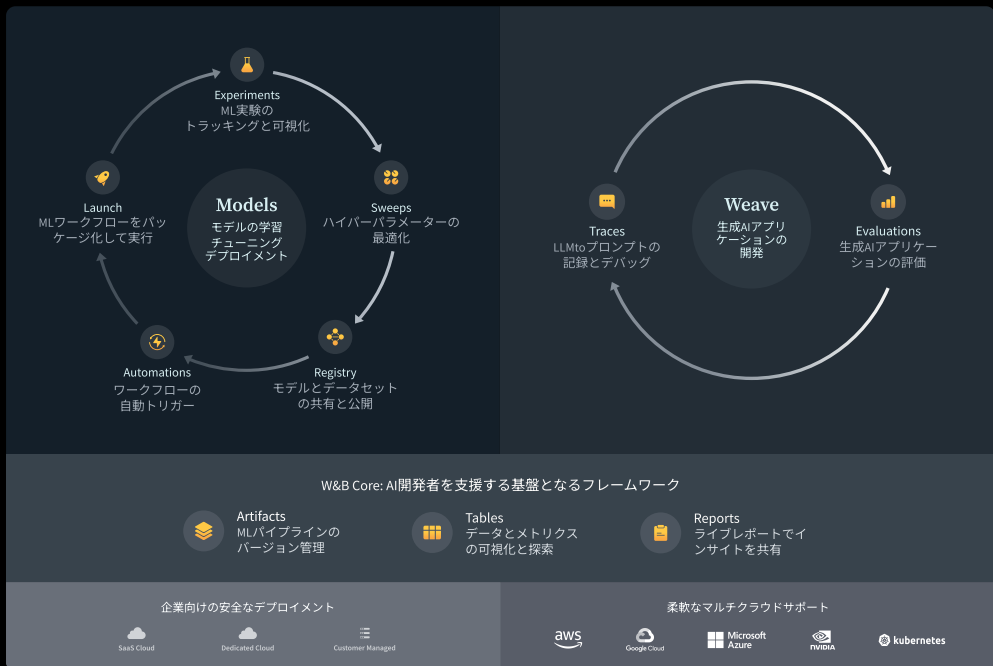 Experiments
ML実験の
トラッキングと可視化
Launch
MLワークフローをパッ
ケージ化して実行
Models
モデルの学習
チューニング
デプロイメント
Sweeps
ハイパーパラメーターの
最適化
Automations
ワークフローの
自動トリガー
Registry
モデルとデータセット
の共有と公開
Traces
LLMtoプロンプトの
記録とデバッグ
Weave
生成AIアプリ
ケーションの
開発
Evaluations
生成AIアプリケー
ションの評価
W&B Core: AI開発者を支援する基盤となるフレームワーク
Artifacts
MLパイプラインの
バージョン管理
Tables
データとメトリクス
の可視化と探索
Reports
ライブレポートでイ
ンサイトを共有
企業向けの安全なデプロイメント
SaaS Cloud
Dedicated Cloud
Customer Managed
柔軟なマルチクラウドサポート
aws
Google Cloud
Microsoft
Azure
NVIDIA
kubernetes